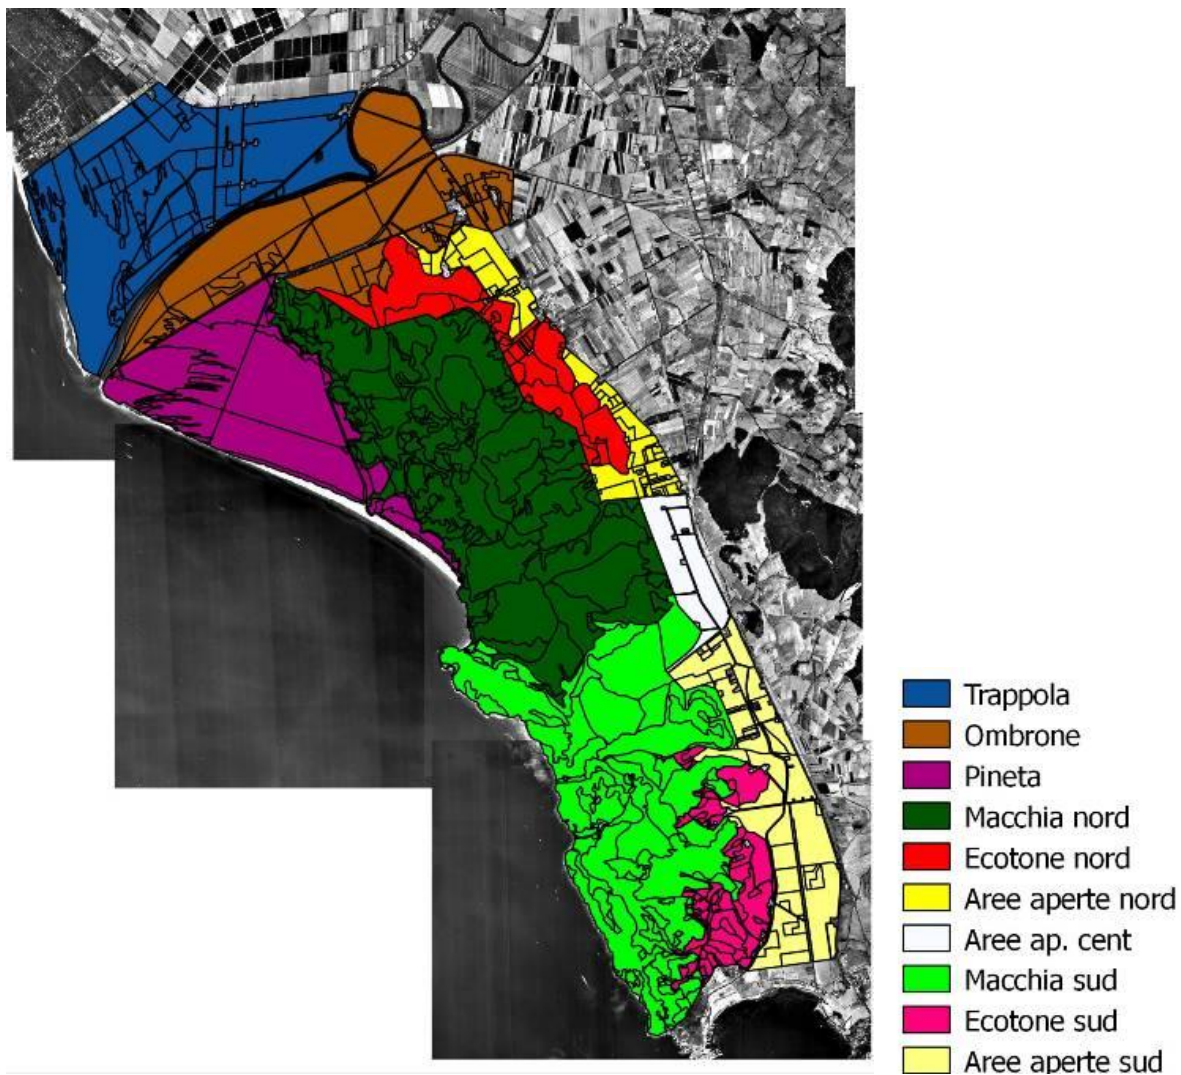 Trappola
Ombrone
Pineta
Macchia nord
Ecotone nord
Aree aperte nord
Aree ap. cent
Macchia sud
Ecotone sud
Aree aperte sud